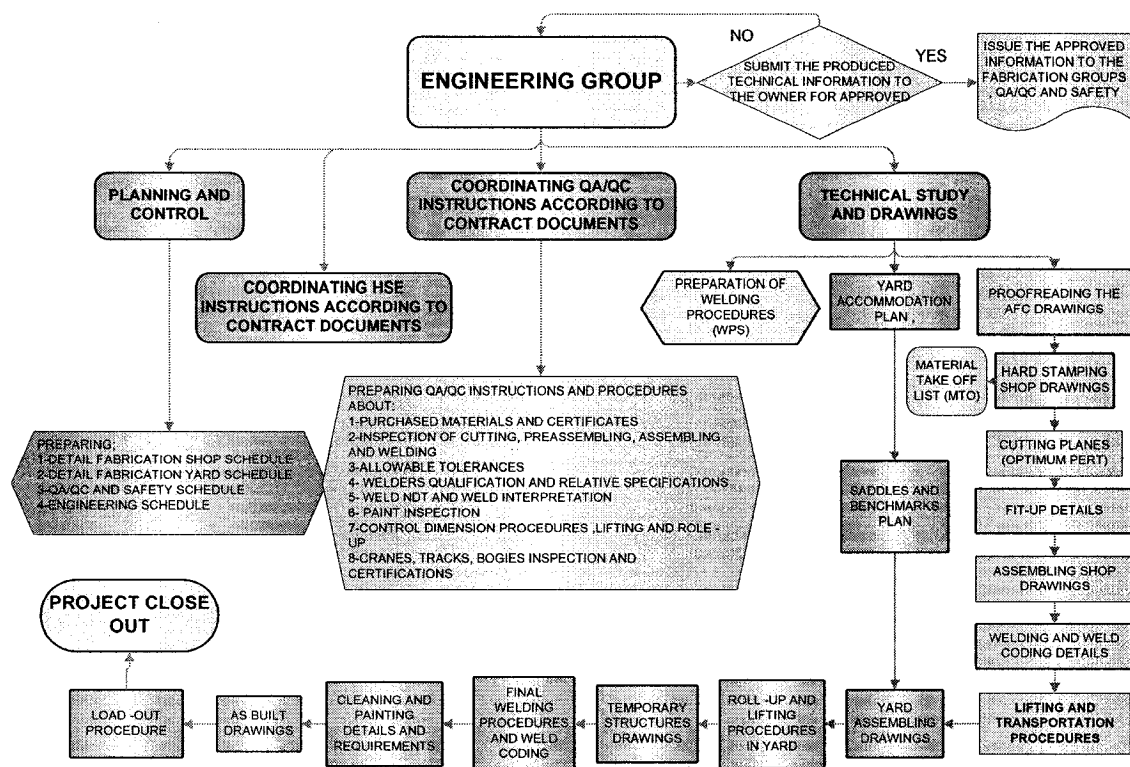 NO
ENGINEERING GROUP
SUBMIT THE PRODUCED
TECHNICAL INFORMATION TO
THE OWNER FOR APPROVED
YES
ISSUE THE APPROVED
INFORMATION TO THE
FABRICATION GROUPS
, QA/QC AND SAFETY
PLANNING AND
CONTROL
COORDINATING QA/QC
INSTRUCTIONS ACCORDING TO
CONTRACT DOCUMENTS
TECHNICAL STUDY
AND DRAWINGS
COORDINATING HSE
INSTRUCTIONS ACCORDING TO
CONTRACT DOCUMENTS
PREPARATION OF
WELDING
PROCEDURES
(WPS)
YARD
ACCOMMODATION
PLAN ,
PROOFREADING THE
AFC DRAWINGS
MATERIAL
TAKE OFF
LIST (MTO)
HARD STAMPING
SHOP DRAWINGS
PREPARING:
1-DETAIL FABRICATION SHOP SCHEDULE
2-DETAIL FABRICATION YARD SCHEDULE
3-QA/QC AND SAFETY SCHEDULE
4-ENGINEERING SCHEDULE
PREPARING QA/QC INSTRUCTIONS AND PROCEDURES
ABOUT:
1-PURCHASED MATERIALS AND CERTIFICATES
2-INSPECTION OF CUTTING, PREASSEMBLING, ASSEMBLING
AND WELDING
3-ALLOWABLE TOLERANCES
4- WELDERS QUALIFICATION AND RELATIVE SPECIFICATIONS
5- WELD NDT AND WELD INTERPRETATION
6- PAINT INSPECTION
7-CONTROL DIMENSION PROCEDURES ,LIFTING AND ROLE -
UP
8-CRANES, TRACKS, BOGIES INSPECTION AND
CERTIFICATIONS
CUTTING PLANES
(OPTIMUM PERT)
SADDLES AND
BENCHMARKS
PLAN
FIT-UP DETAILS
ASSEMBLING SHOP
DRAWINGS
WELDING AND WELD
CODING DETAILS
PROJECT CLOSE
OUT
LOAD -OUT
PROCEDURE
AS BUILT
DRAWINGS
CLEANING AND
PAINTING
DETAILS AND
REQUIREMENTS
FINAL
WELDING
PROCEDURES
AND WELD
CODING
TEMPORARY
STRUCTURES
DRAWINGS
ROLL -UP AND
LIFTING
PROCEDURES
IN YARD
YARD
ASSEMBLING
DRAWINGS
LIFTING AND
TRANSPORTATION
PROCEDURES